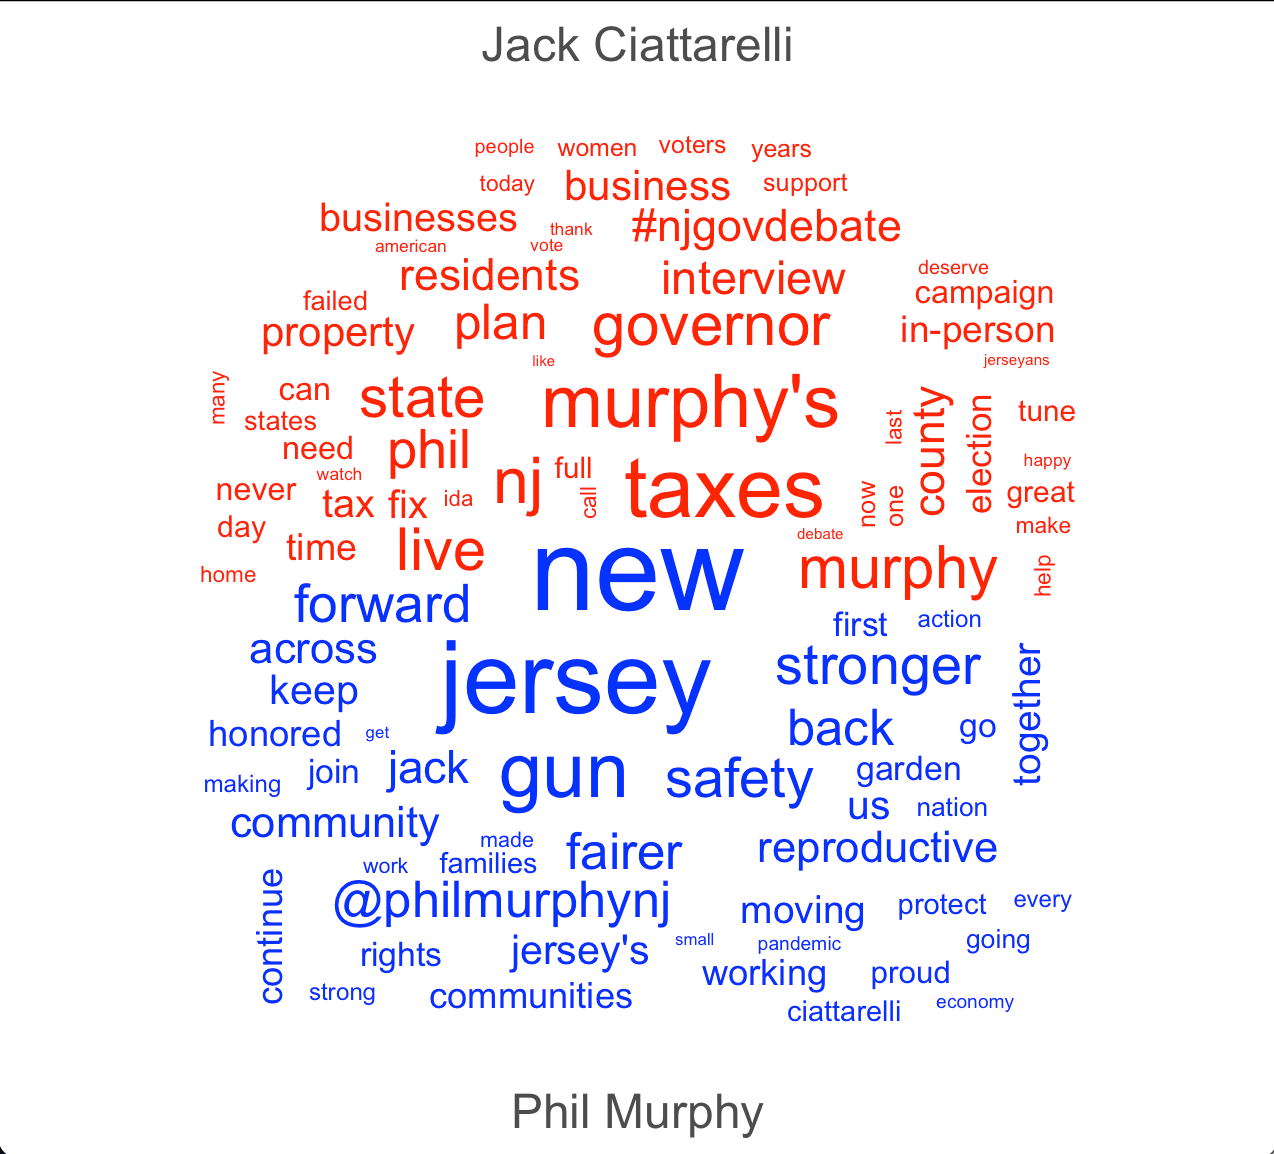 Jack Ciattarelli
people women voters years
today business support
businesses thank #njgovdebate
american vote
residents interview deserve
failed campaign
property plan governor in-person
like jerseyans
many can state murphy's last county election tune
states
need phil nj full taxes happy
never watch call now one great
tax fix ida
day debate make
time live new murphy help
home
forward first action
across jersey stronger together
keep
honored get back go
making join jack gun safety garden
us nation
community made fairer reproductive
work families
continue @philmurphynj moving protect every
rights jersey's small pandemic going
working proud
strong communities ciattarelli economy
Phil Murphy